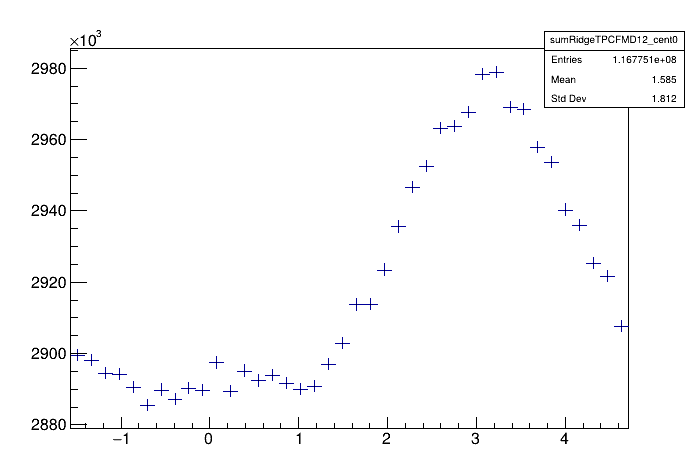 ×10³
sumRidgeTPCFMD12_cent0
Entries 1.167751e+08
Mean 1.585
Std Dev 1.812
2980
2960
2940
2920
2900
2880
−1 0 1 2 3 4